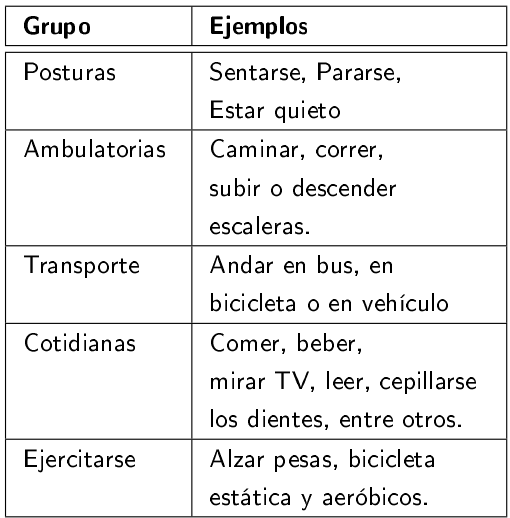 Grupo Ejemplos
Posturas Sentarse, Pararse,
Estar quieto
Ambulatorias Caminar, correr,
subir o descender
escaleras.
Transporte Andar en bus, en
bicicleta o en vehículo
Cotidianas Comer, beber,
mirar TV, leer, cepillarse
los dientes, entre otros.
Ejercitarse Alzar pesas, bicicleta
estática y aeróbicos.